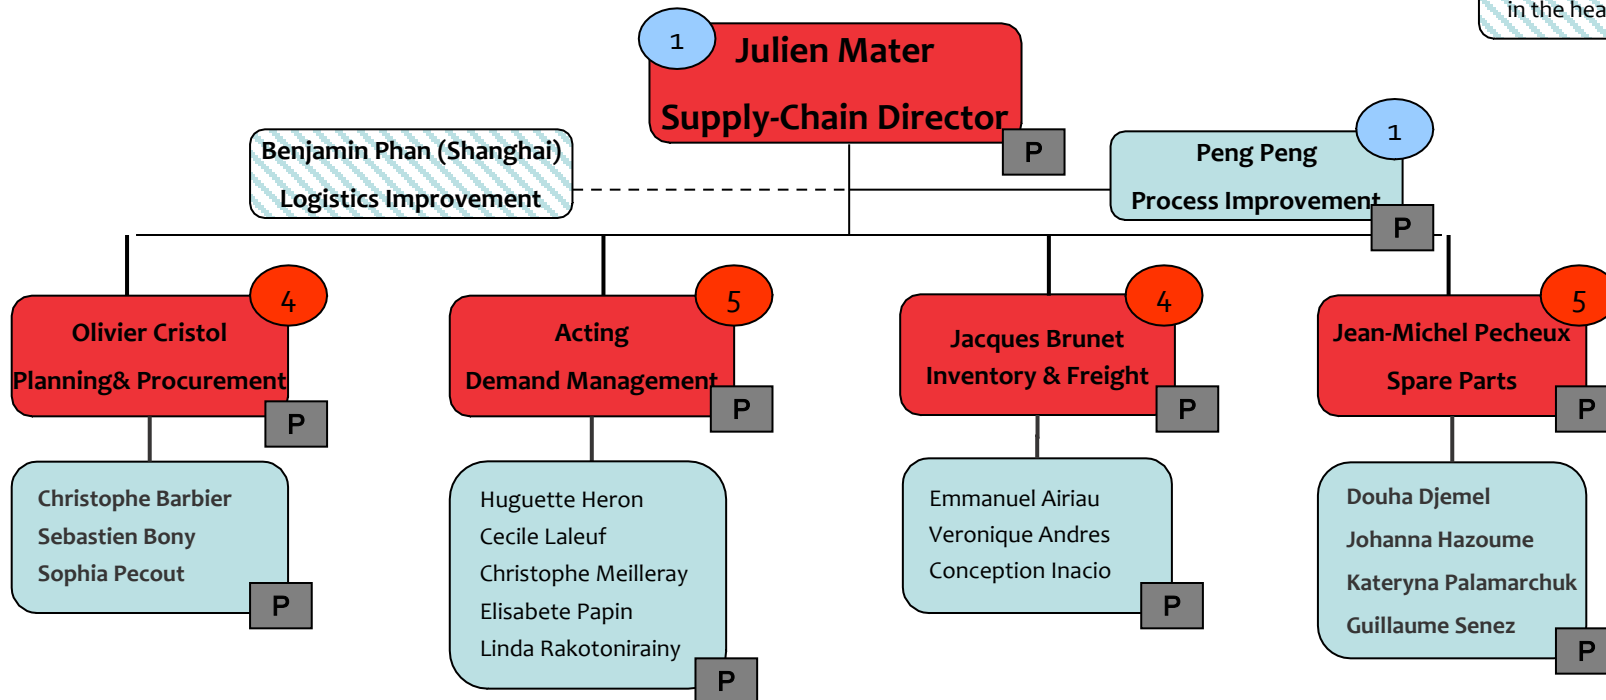 in the hea
1
Julien Mater
Supply-Chain Director
P
Benjamin Phan (Shanghai)
Logistics Improvement
1
Peng Peng
Process Improvement
P
4
Olivier Cristol
Planning& Procurement
P
5
Acting
Demand Management
P
4
Jacques Brunet
Inventory & Freight
P
5
Jean-Michel Pecheux
Spare Parts
P
Christophe Barbier
Sebastien Bony
Sophia Pecout
P
Huguette Heron
Cecile Laleuf
Christophe Meilleray
Elisabete Papin
Linda Rakotonirainy
P
Emmanuel Airiau
Veronique Andres
Conception Inacio
P
Douha Djemel
Johanna Hazoume
Kateryna Palamarchuk
Guillaume Senez
P